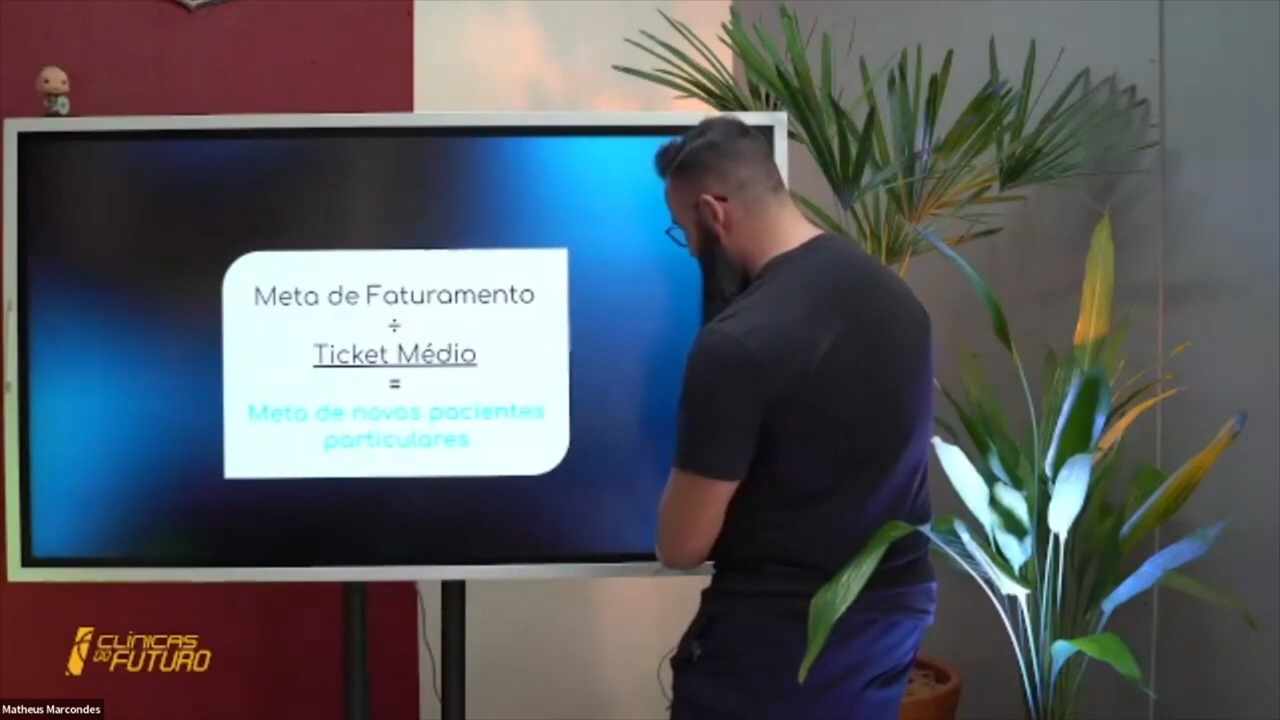 Meta de Faturamento
÷
Ticket Médio
=
Meta de novos pacientes
particulares
CLÍNICAS
DO FUTURO
Matheus Marcondes